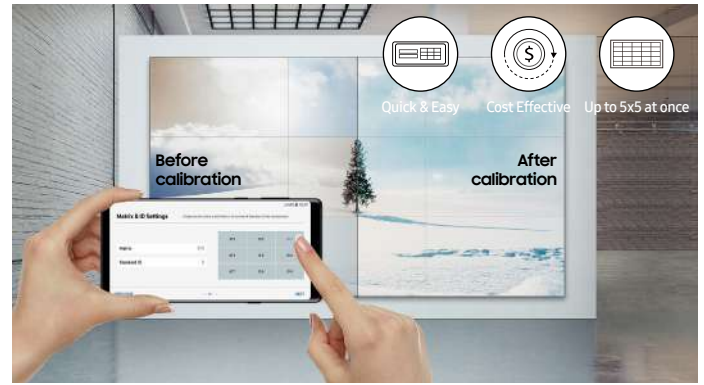 Quick & Easy
Cost Effective
Up to 5x5 at once
Before
calibration
After
calibration
Matrix & ID Settings
Matrix
Standard ID
NEXT